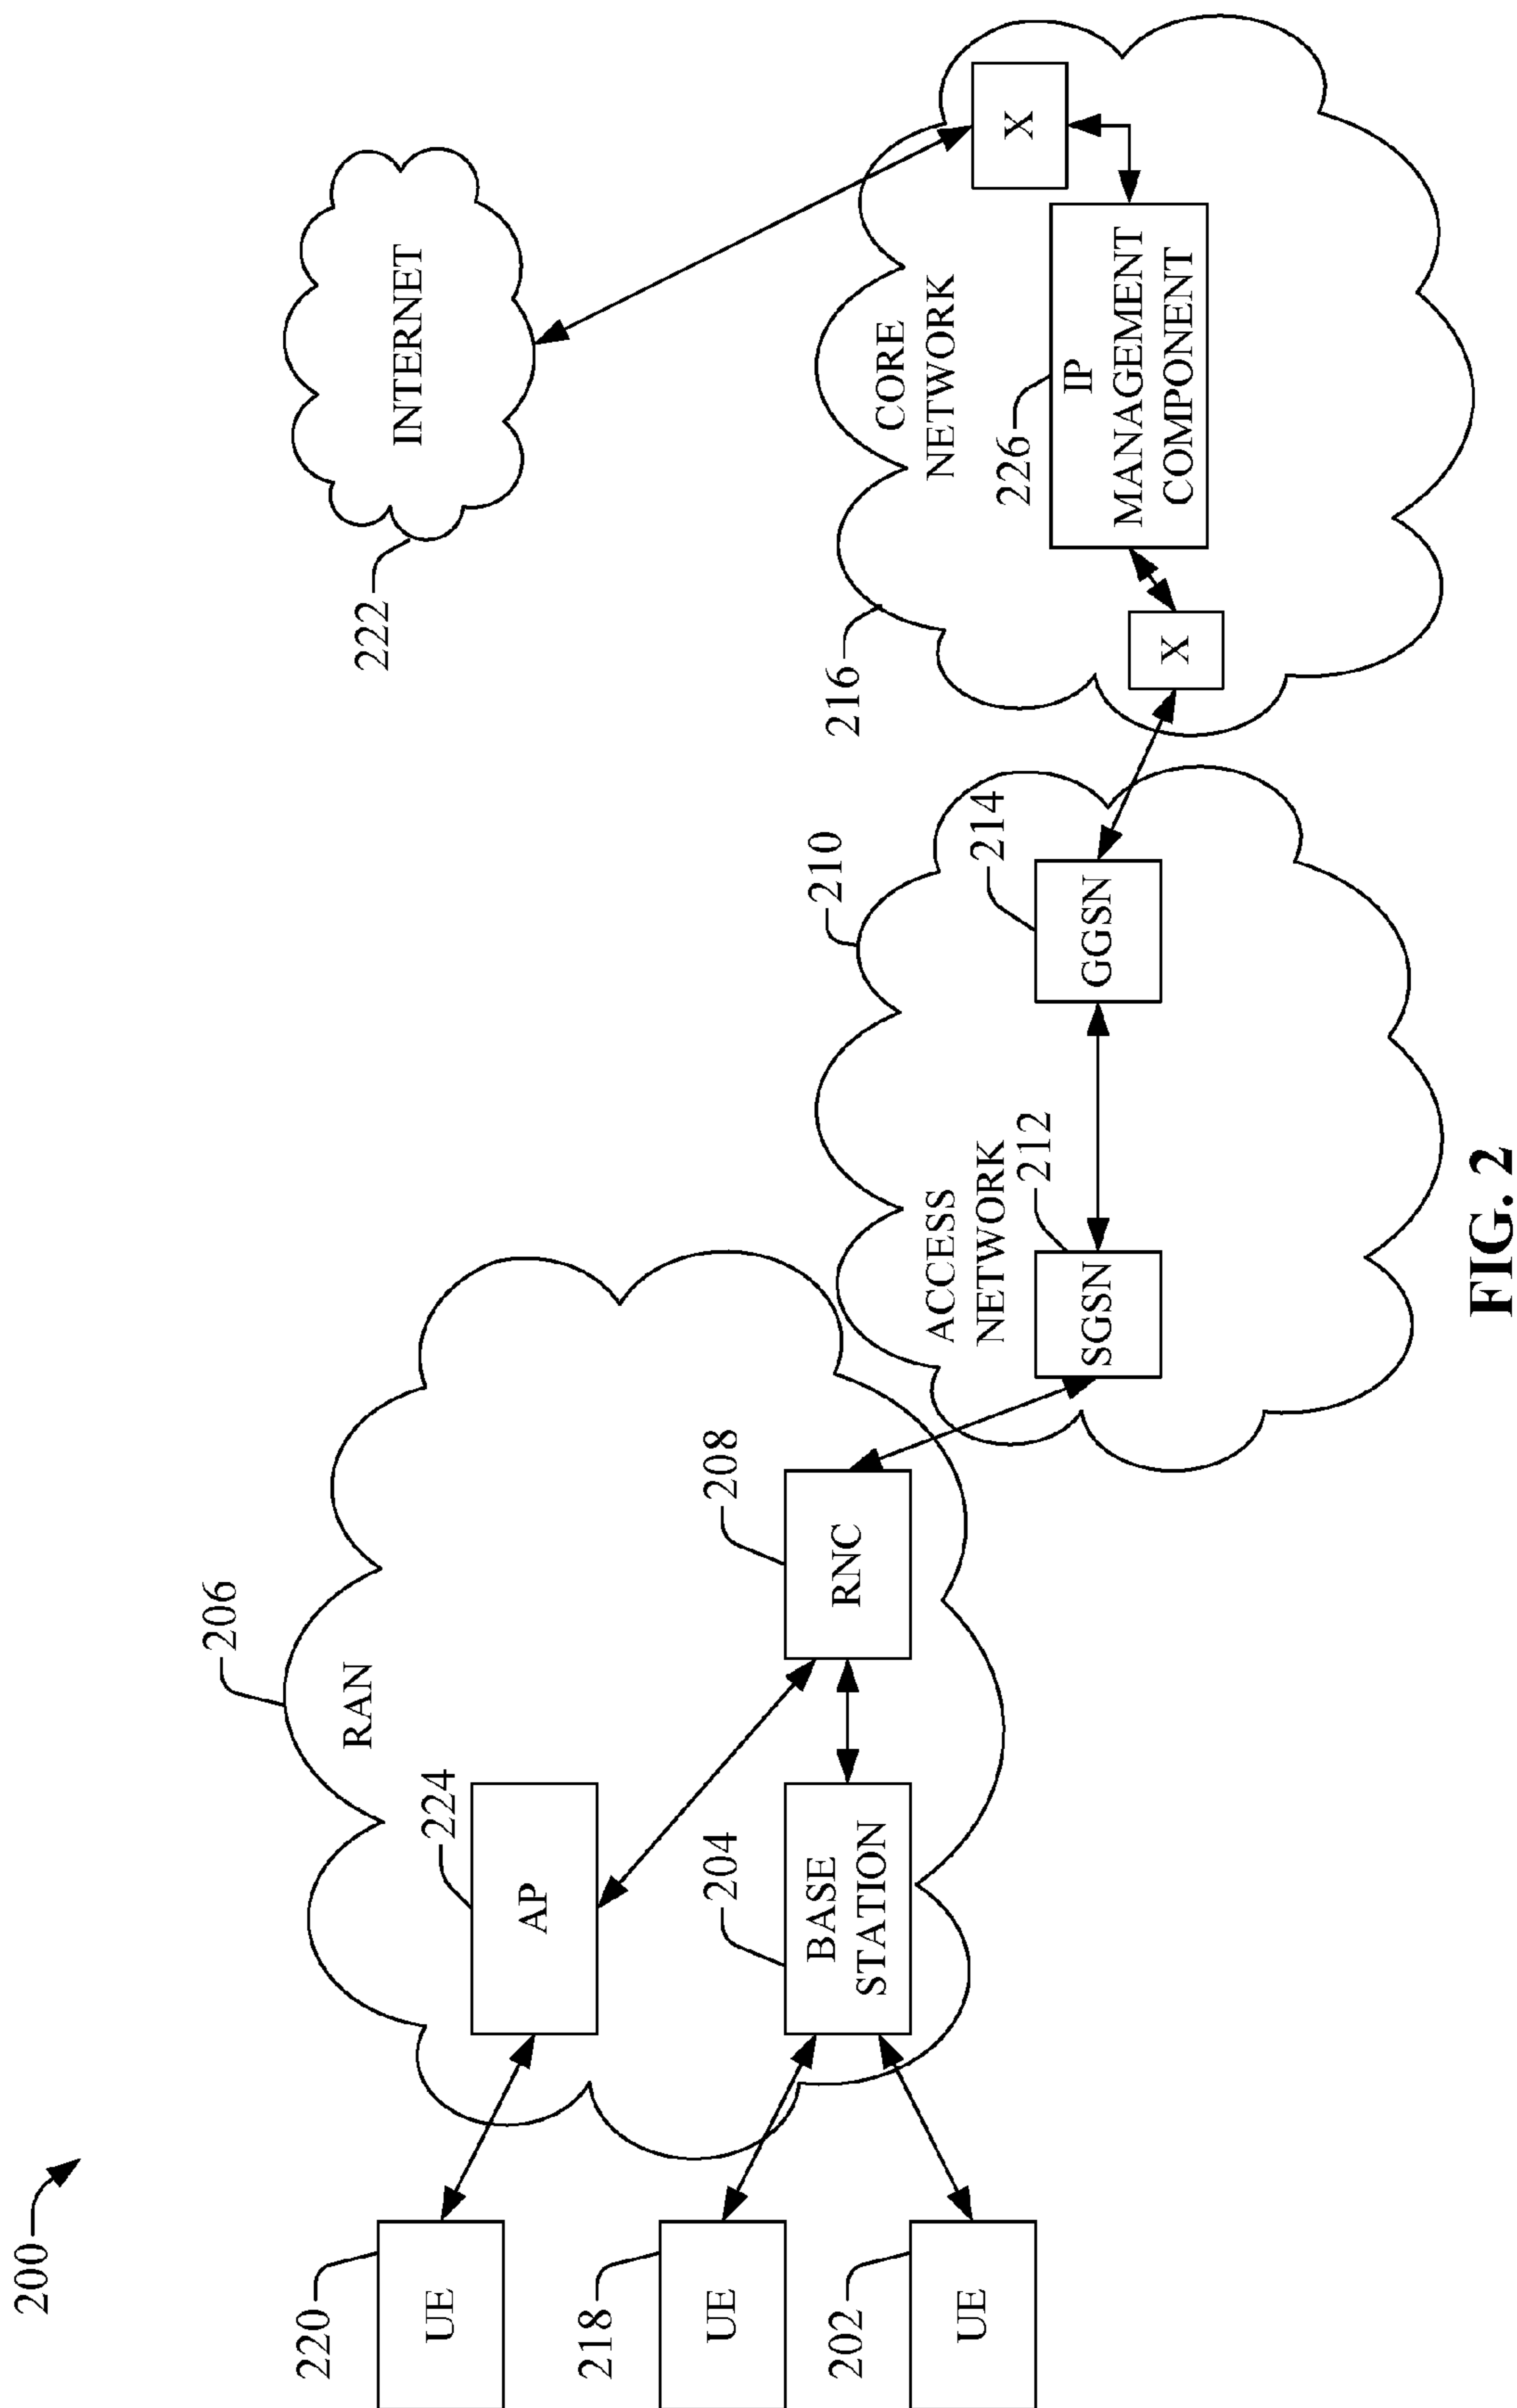 200
222
INTERNET
206
RAN
220
UE
224
AP
218
UE
204
BASE
STATION
208
RNC
202
UE
210
ACCESS
NETWORK
212
SGSN
214
GGSN
216
CORE
NETWORK
226
IP
MANAGEMENT
COMPONENT
X
X
FIG. 2